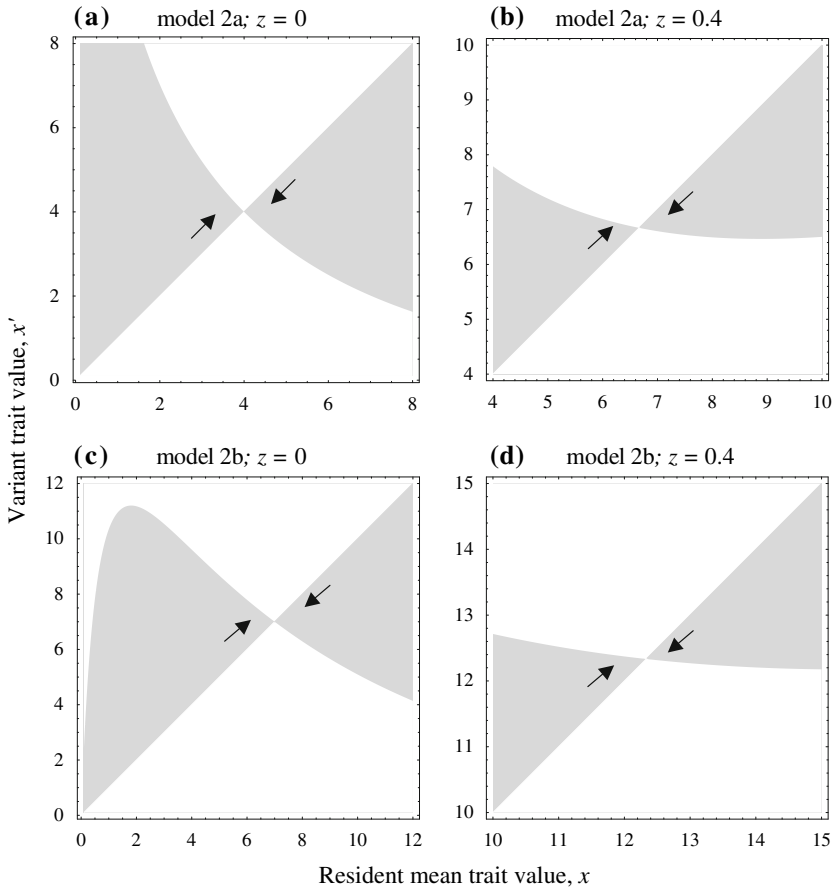 (a) model 2a; z = 0
(b) model 2a; z = 0.4
8
6
4
2
0
0 2 4 6 8
10
9
8
7
6
5
4
4 5 6 7 8 9 10
(c) model 2b; z = 0
(d) model 2b; z = 0.4
12
10
8
6
4
2
0
0 2 4 6 8 10 12
15
14
13
12
11
10
10 11 12 13 14 15
Variant trait value, x′
Resident mean trait value, x